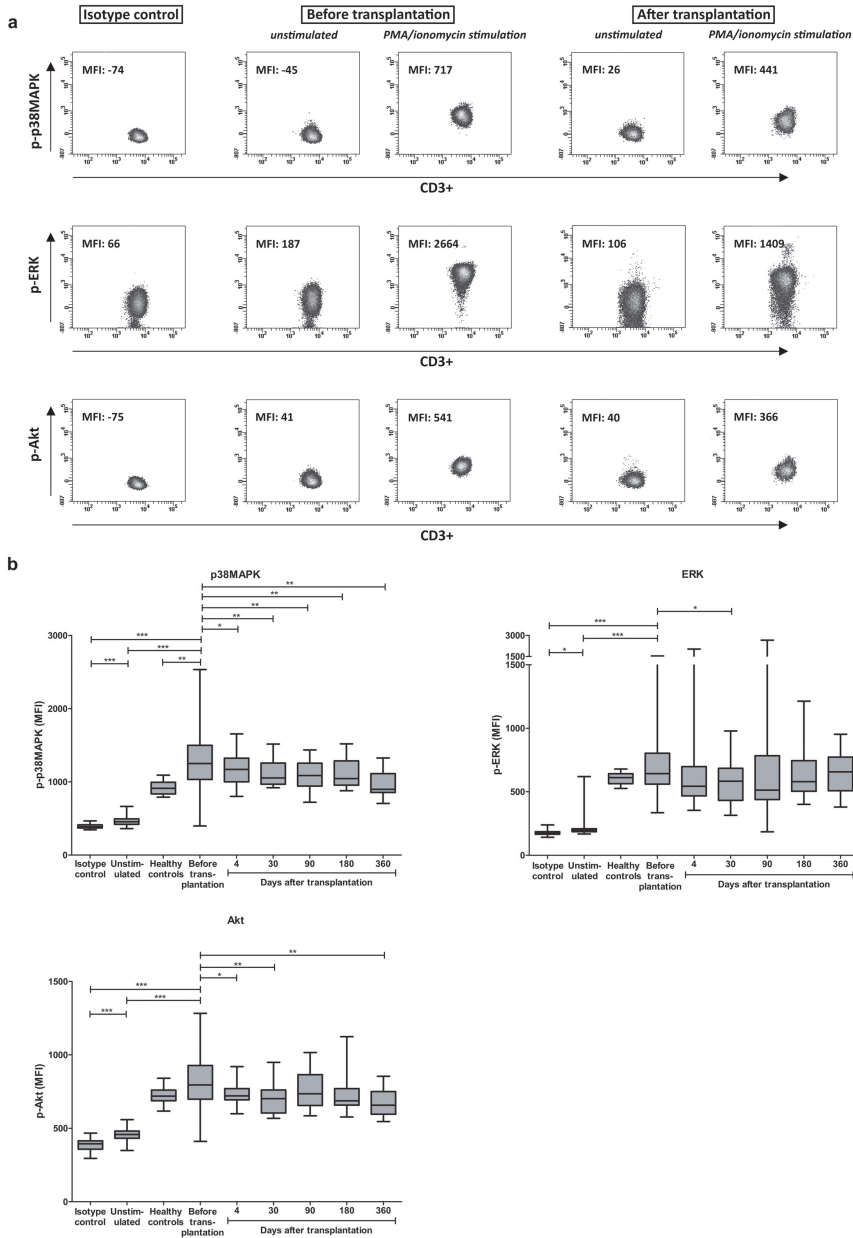 a
Isotype control
Before transplantation
After transplantation
unstimulated
PMA/ionomycin stimulation
unstimulated
PMA/ionomycin stimulation
p-p38MAPK
MFI: -74
MFI: -45
MFI: 717
MFI: 26
MFI: 441
CD3+
p-ERK
MFI: 66
MFI: 187
MFI: 2664
MFI: 106
MFI: 1409
CD3+
p-Akt
MFI: -75
MFI: 41
MFI: 541
MFI: 40
MFI: 366
CD3+
b
p38MAPK
**
**
**
**
*
***
***
***
**
p-p38MAPK (MFI)
3000
2000
1000
0
Isotype control
Unstim-ulated
Healthy controls
Before trans-plantation
4
30
90
180
360
Days after transplantation
ERK
***
*
***
*
p-ERK (MFI)
3000
1500
1500
1000
500
0
Isotype control
Unstim-ulated
Healthy controls
Before trans-plantation
4
30
90
180
360
Days after transplantation
Akt
**
**
*
***
***
***
p-Akt (MFI)
1500
1000
500
0
Isotype control
Unstim-ulated
Healthy controls
Before trans-plantation
4
30
90
180
360
Days after transplantation